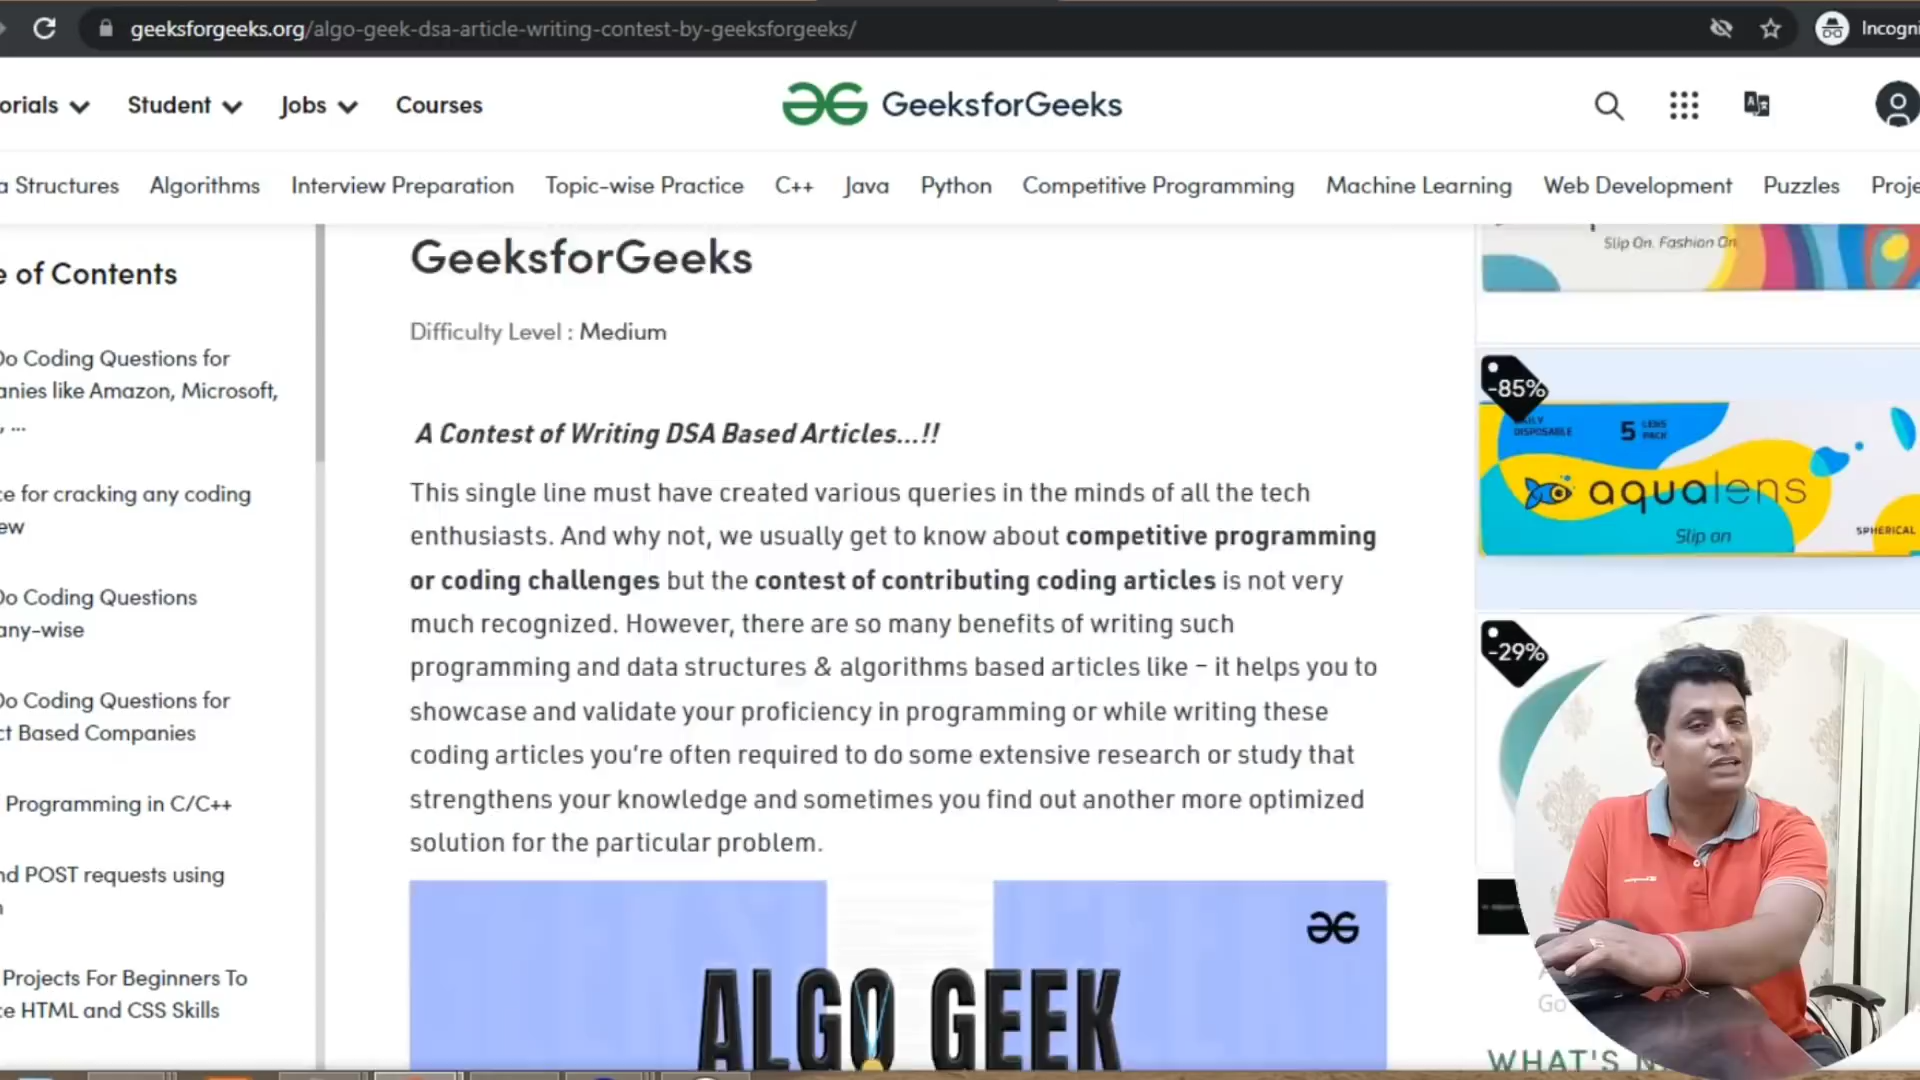 geeksforgeeks.org/algo-geek-dsa-article-writing-contest-by-geeksforgeeks/
Student
Jobs
Courses
GeeksforGeeks
Structures
Algorithms
Interview Preparation
Topic-wise Practice
C++
Java
Python
Competitive Programming
Machine Learning
Web Development
Puzzles
of Contents
Do Coding Questions for
like Amazon, Microsoft,
, ...
for cracking any coding
Do Coding Questions
any-wise
Do Coding Questions for
Based Companies
Programming in C/C++
POST requests using
Projects For Beginners To
HTML and CSS Skills
GeeksforGeeks
Difficulty Level : Medium
A Contest of Writing DSA Based Articles...!!
This single line must have created various queries in the minds of all the tech
enthusiasts. And why not, we usually get to know about competitive programming
or coding challenges but the contest of contributing coding articles is not very
much recognized. However, there are so many benefits of writing such
programming and data structures & algorithms based articles like – it helps you to
showcase and validate your proficiency in programming or while writing these
coding articles you're often required to do some extensive research or study that
strengthens your knowledge and sometimes you find out another more optimized
solution for the particular problem.
ALGO GEEK
Slip On. Fashion On
-85%
DAILY
DISPOSABLE
5 LENS
PACK
aqualens
Slip on
SPHERICAL
-29%
Go
WHAT'S